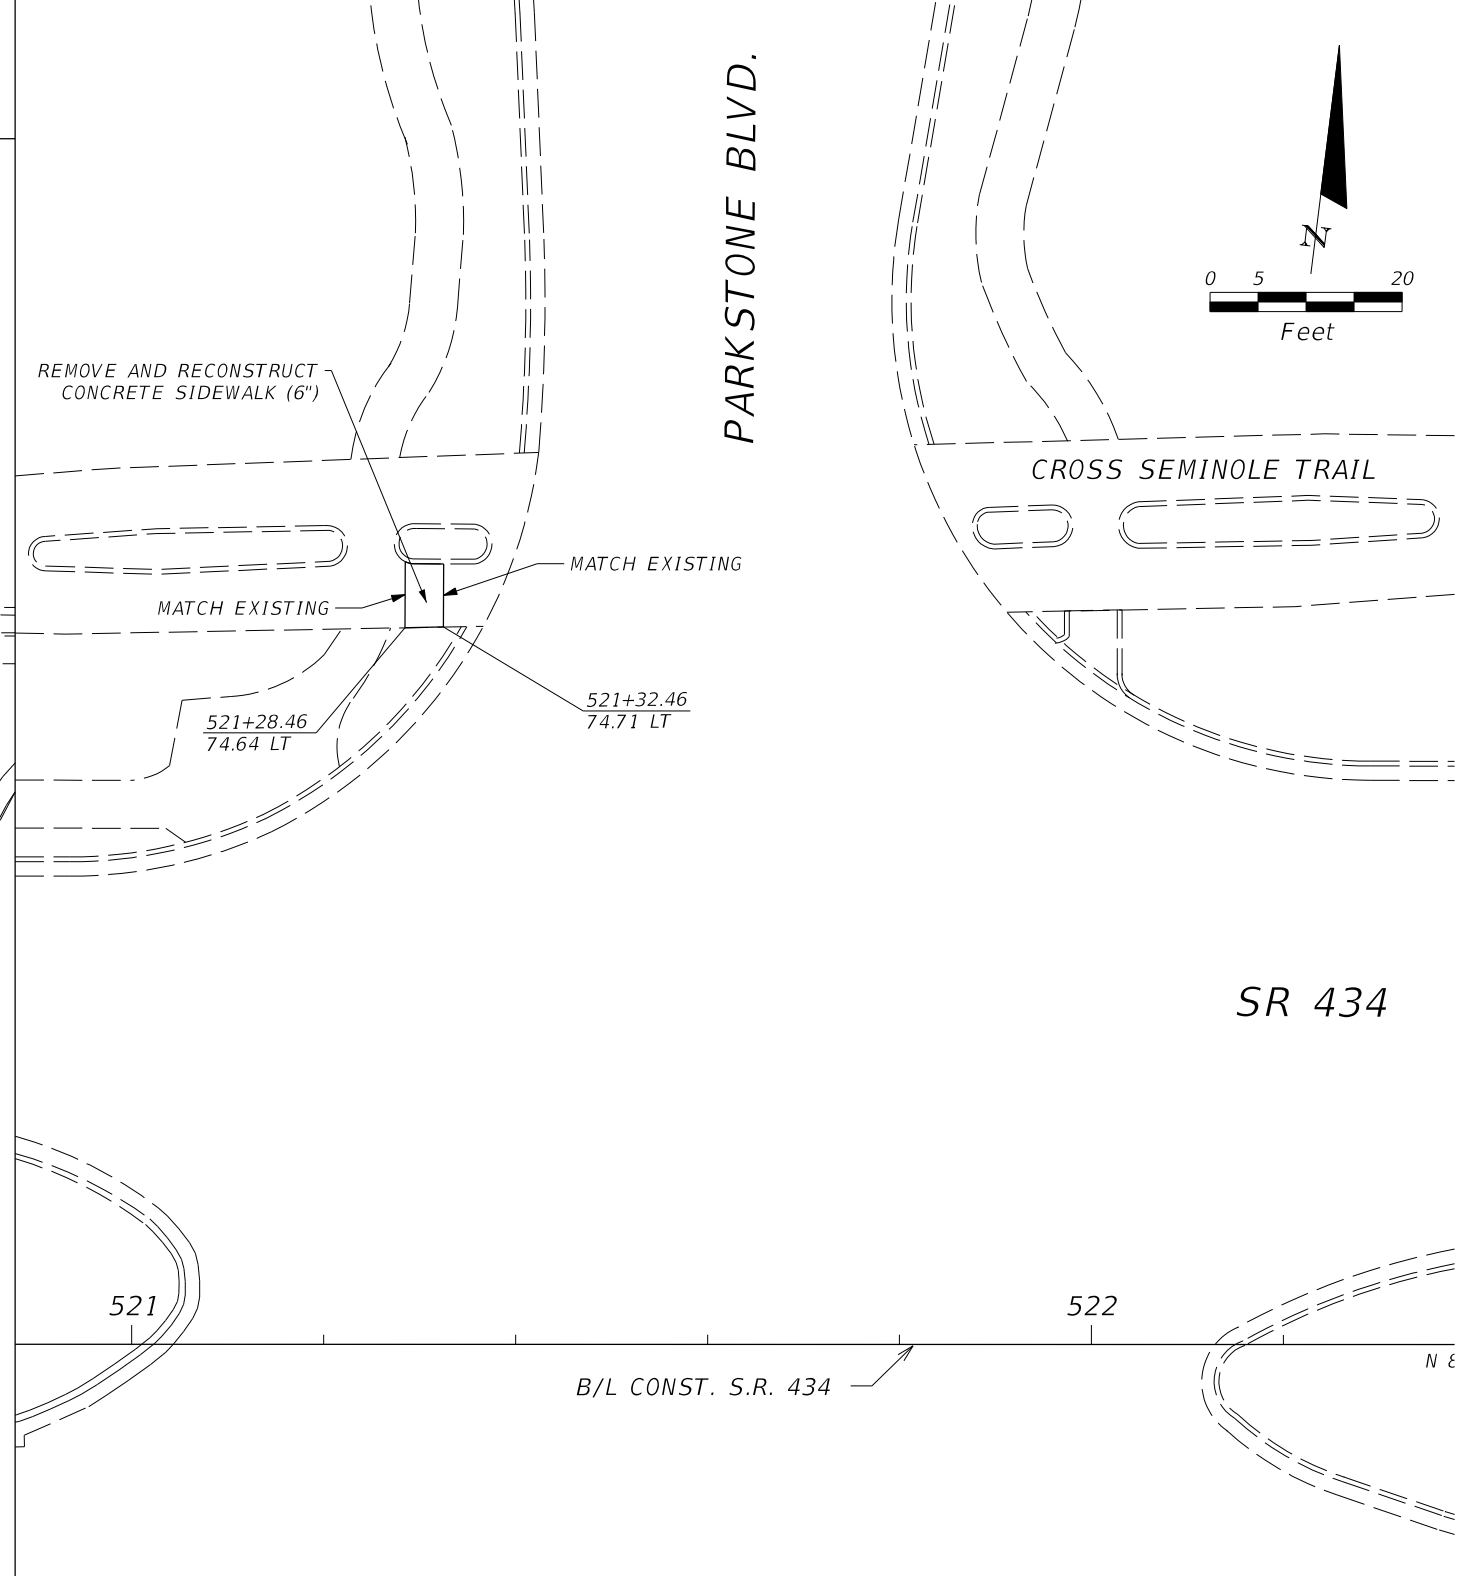 PARKSTONE BLVD.
N
0 5 20
Feet
REMOVE AND RECONSTRUCT
CONCRETE SIDEWALK (6")
CROSS SEMINOLE TRAIL
MATCH EXISTING
MATCH EXISTING
521+32.46
74.71 LT
521+28.46
74.64 LT
SR 434
521
522
N
B/L CONST. S.R. 434